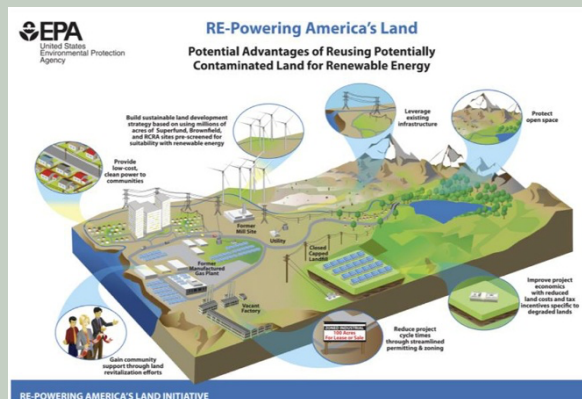 EPA
United States
Environmental Protection
Agency
RE-Powering America's Land
Potential Advantages of Reusing Potentially
Contaminated Land for Renewable Energy
Build sustainable land development
strategy based on using millions of
acres of Superfund, Brownfield,
and RCRA sites pre-screened for
suitability with renewable energy
Leverage
existing
infrastructure
Protect
open space
Provide
low-cost,
clean power to
communities
Former
Mill Site
Utility
Closed
Capped
Landfill
Former
Manufactured
Gas Plant
Vacant
Factory
Improve project
economics
with reduced
land costs and tax
incentives specific to
degraded lands
ZONED INDUSTRIAL
100 Acres
For Lease or Sale
Reduce project
cycle times
through streamlined
permitting & zoning
Gain community
support through land
revitalization efforts
RE-POWERING AMERICA'S LAND INITIATIVE